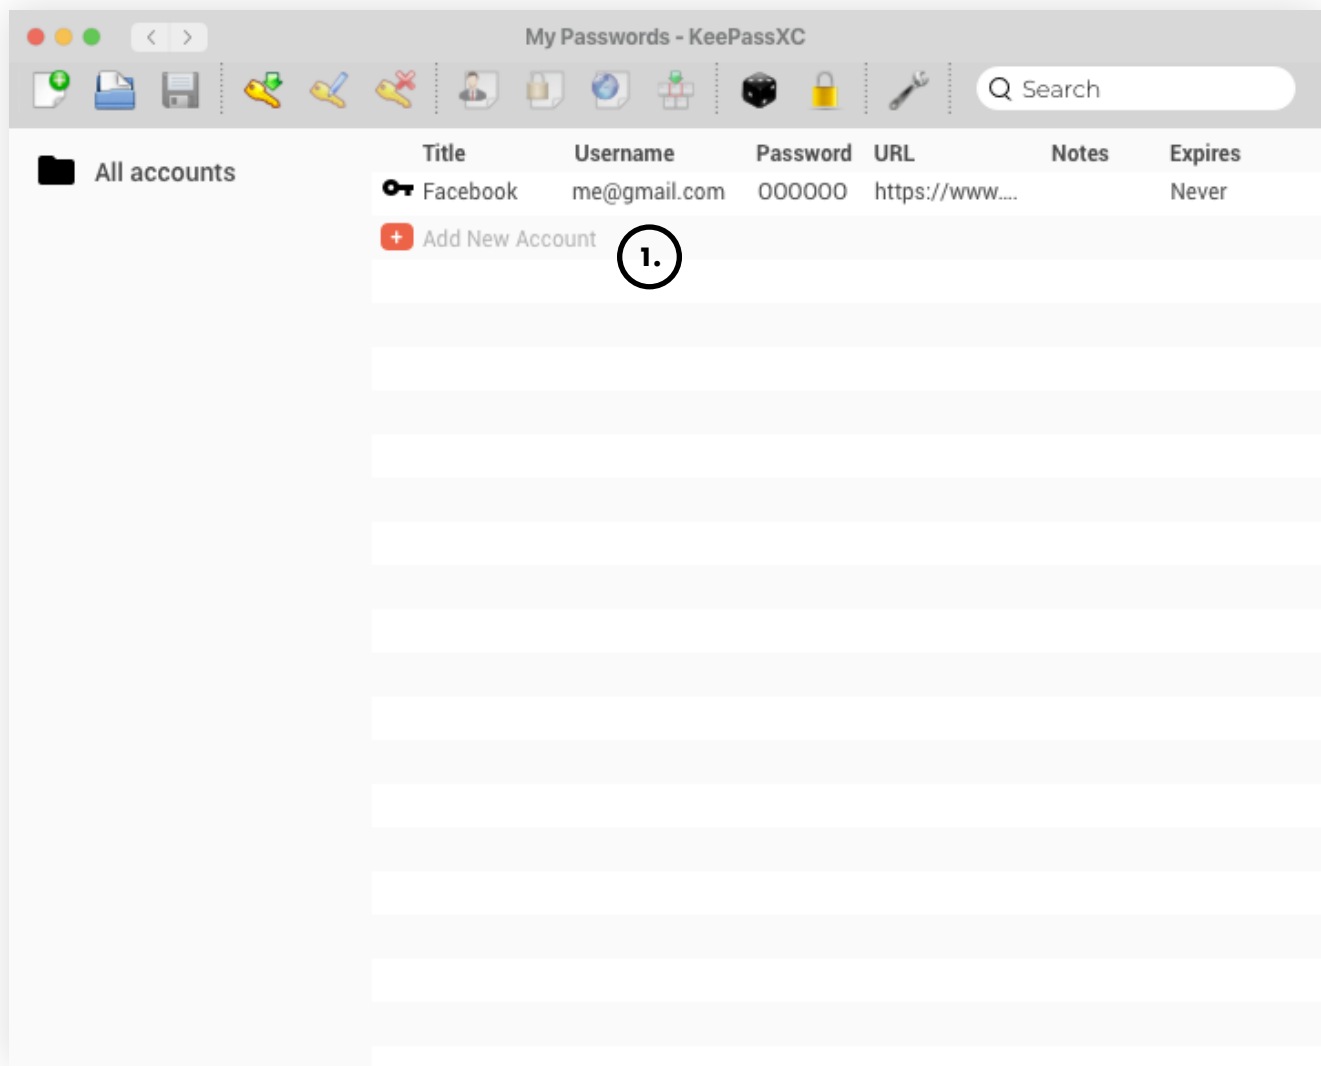 My Passwords - KeePassXC
Search
All accounts
Title Username Password URL Notes Expires
Facebook me@gmail.com OOOOOO https://www.... Never
Add New Account
1.